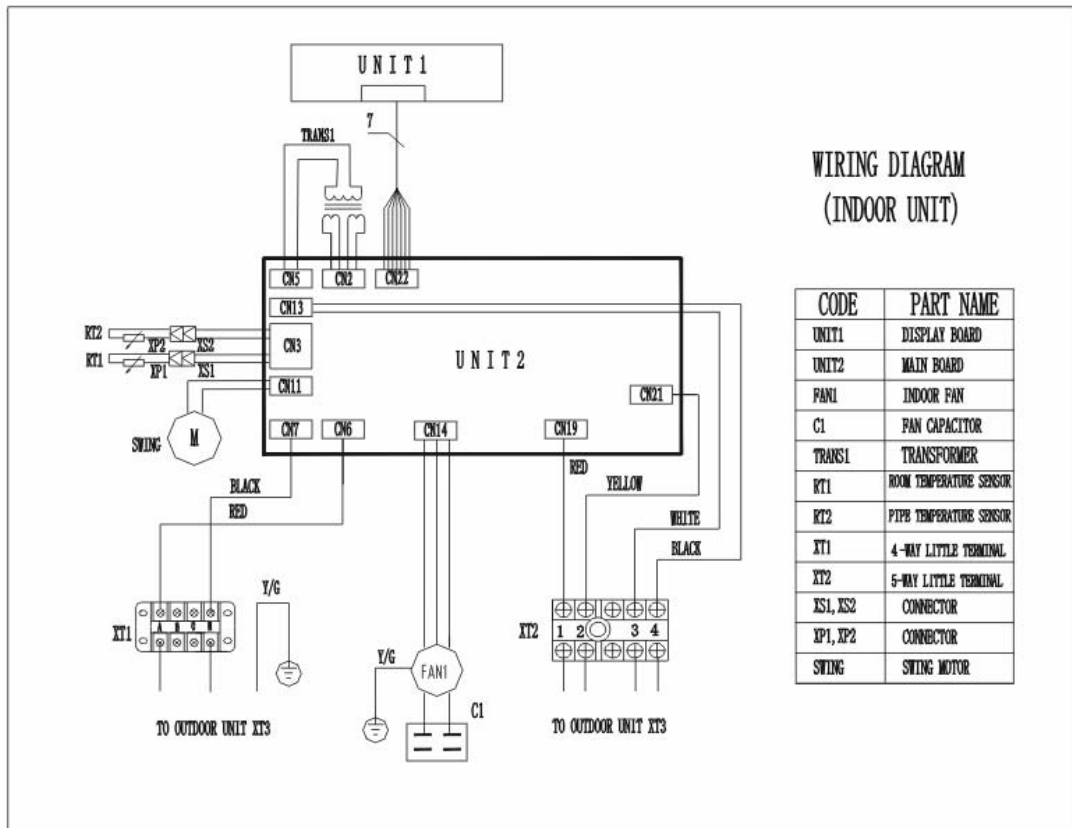 UNIT1
7
TRANS1
WIRING DIAGRAM
(INDOOR UNIT)
CN5 CN2 CN22
CN13
RT2 XP2 XS2
CN3
RT1 XP1 XS1
UNIT2
CN11
CN21
SWING M
CN7 CN6 CN14 CN19
RED
BLACK
YELLOW
RED
WHITE
BLACK
Y/G
XT1 A B C N
XT2 1 2 3 4
Y/G
FAN1
C1
TO OUTDOOR UNIT XT3
TO OUTDOOR UNIT XT3
CODE PART NAME
UNIT1 DISPLAY BOARD
UNIT2 MAIN BOARD
FAN1 INDOOR FAN
C1 FAN CAPACITOR
TRANS1 TRANSFORMER
RT1 ROOM TEMPERATURE SENSOR
RT2 PIPE TEMPERATURE SENSOR
XT1 4-WAY LITTLE TERMINAL
XT2 5-WAY LITTLE TERMINAL
XS1,XS2 CONNECTOR
XP1,XP2 CONNECTOR
SWING SWING MOTOR